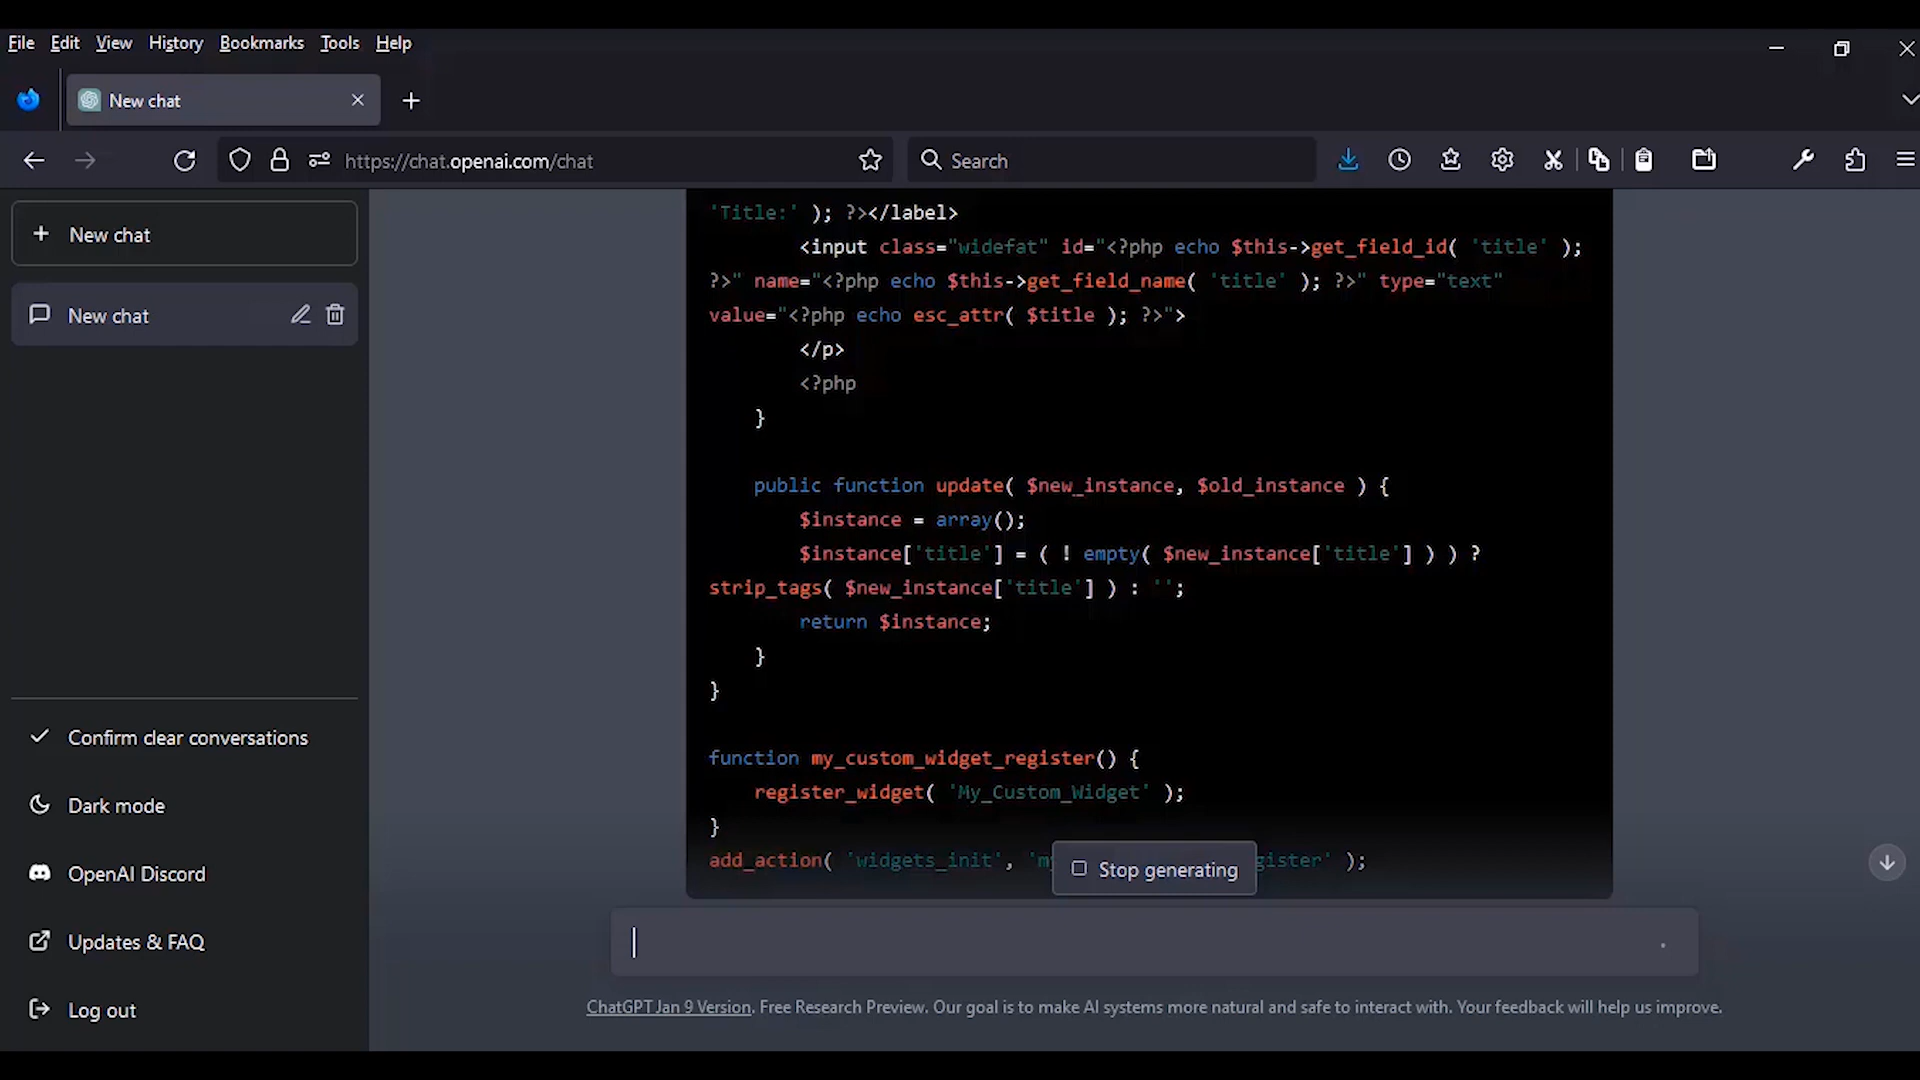 File Edit View History Bookmarks Tools Help
New chat
https://chat.openai.com/chat
Search
New chat
New chat
Confirm clear conversations
Dark mode
OpenAI Discord
Updates & FAQ
Log out
'Title:' ); ?></label>
<input class="widefat" id="<?php echo $this->get_field_id( 'title' );
?>" name="<?php echo $this->get_field_name( 'title' ); ?>" type="text"
value="<?php echo esc_attr( $title ); ?>">
</p>
<?php
}
public function update( $new_instance, $old_instance ) {
$instance = array();
$instance['title'] = ( ! empty( $new_instance['title'] ) ) ?
strip_tags( $new_instance['title'] ) : '';
return $instance;
}
}
function my_custom_widget_register() {
register_widget( 'My_Custom_Widget' );
}
add_action( 'widgets_init', 'm gister' );
Stop generating
ChatGPT Jan 9 Version. Free Research Preview. Our goal is to make AI systems more natural and safe to interact with. Your feedback will help us improve.